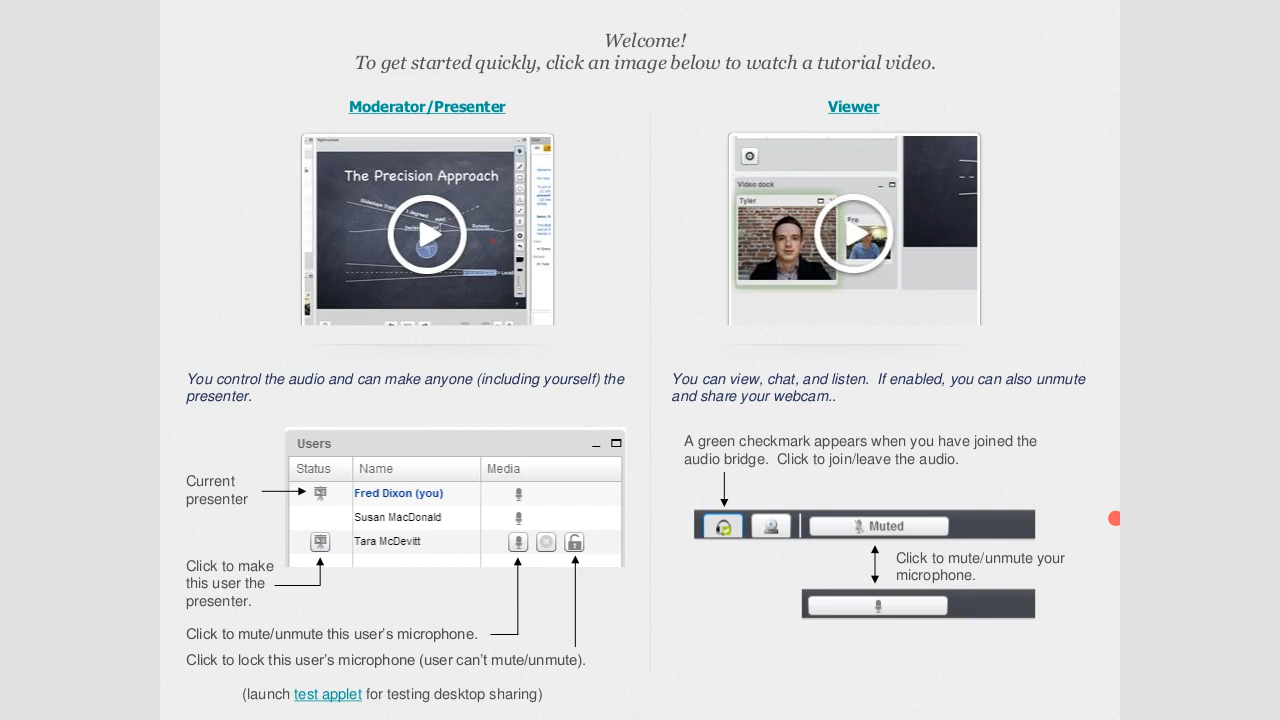 Welcome!
To get started quickly, click an image below to watch a tutorial video.
Moderator/Presenter
The Precision Approach
Runway
You control the audio and can make anyone (including yourself) the
presenter.
Users
Status Name Media
Current
presenter
Fred Dixon (you)
Susan MacDonald
Tara McDevitt
Click to make
this user the
presenter.
Click to mute/unmute this user's microphone.
Click to lock this user's microphone (user can't mute/unmute).
(launch test applet for testing desktop sharing)
Viewer
Video dock
Tyler
Fre
You can view, chat, and listen.  If enabled, you can also unmute
and share your webcam..
A green checkmark appears when you have joined the
audio bridge.  Click to join/leave the audio.
Muted
Click to mute/unmute your
microphone.